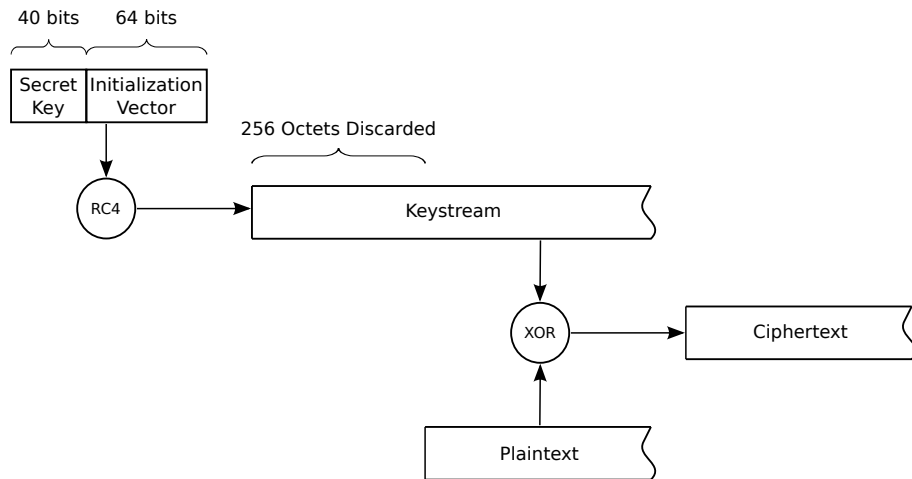 40 bits
64 bits
Secret
Key
Initialization
Vector
256 Octets Discarded
RC4
Keystream
XOR
Ciphertext
Plaintext